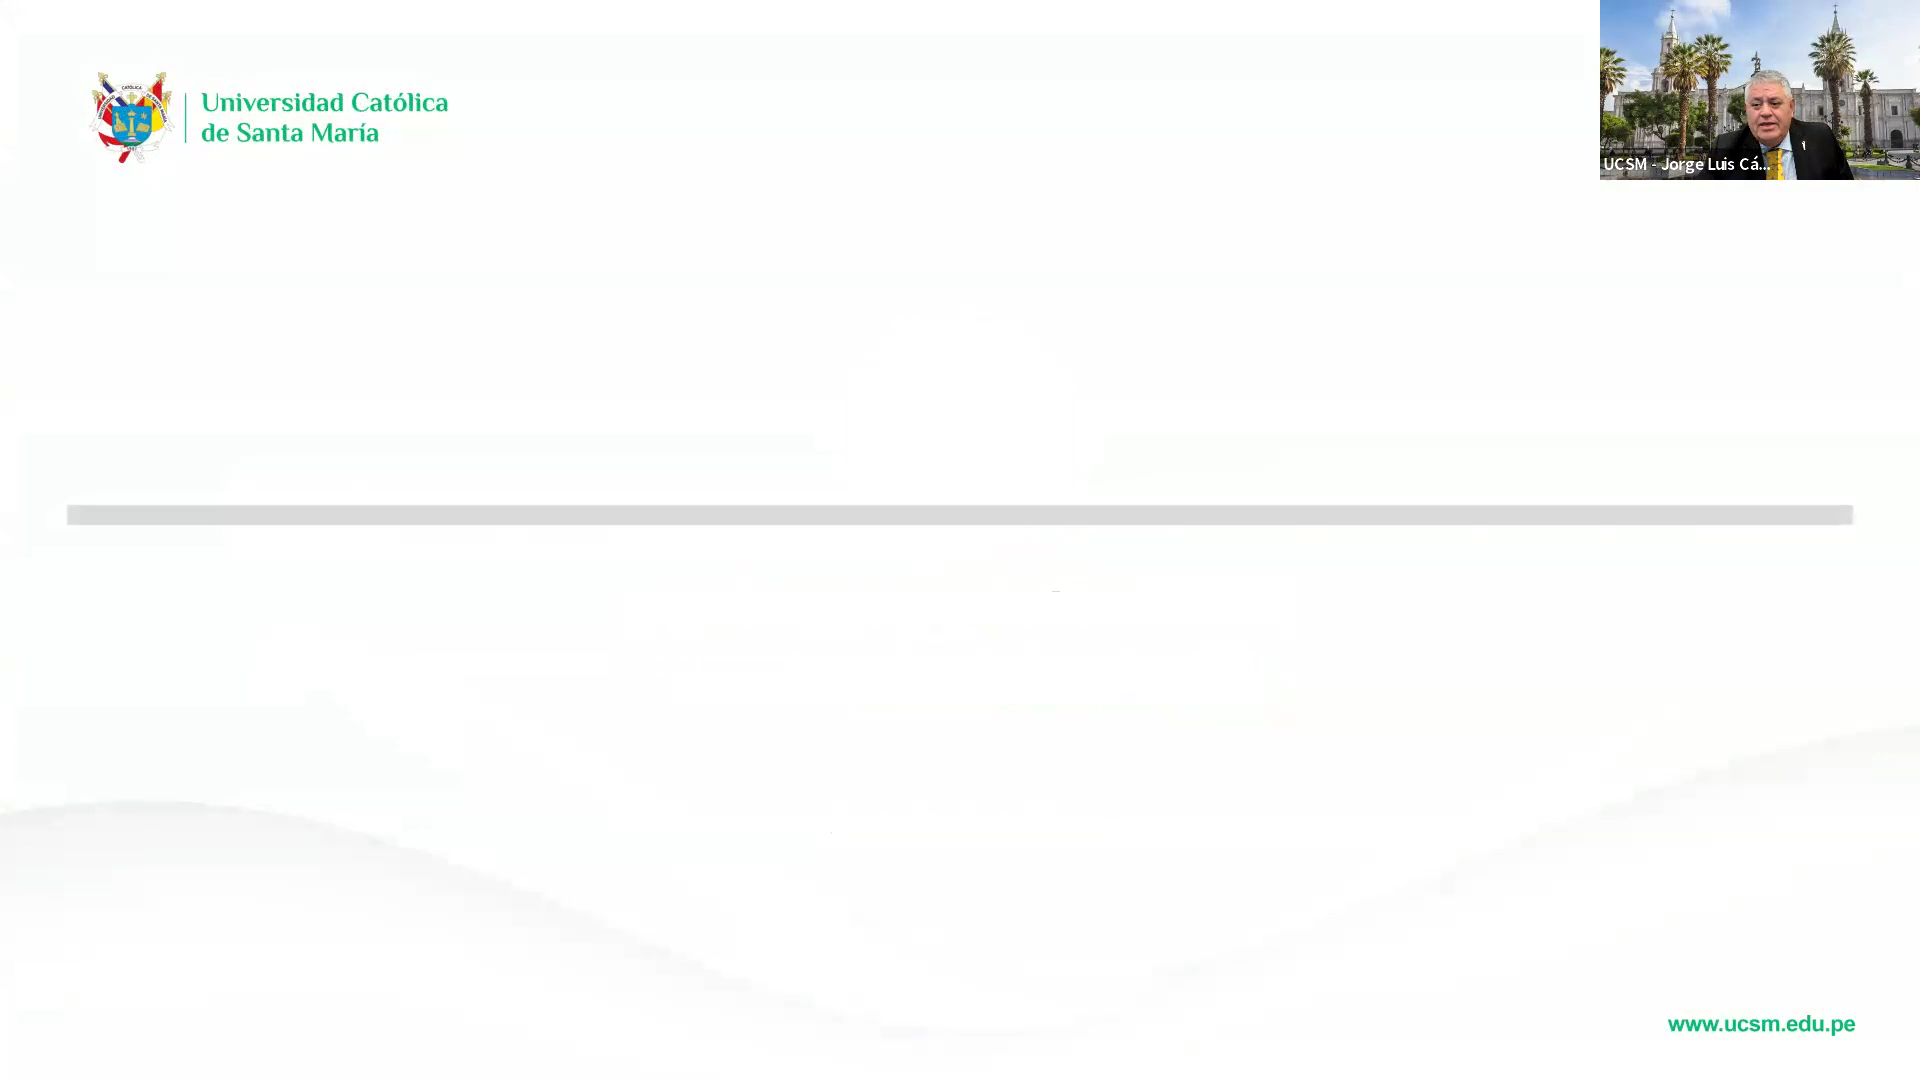 Universidad Católica
de Santa María
UCSM - Jorge Luis Cá...
www.ucsm.edu.pe